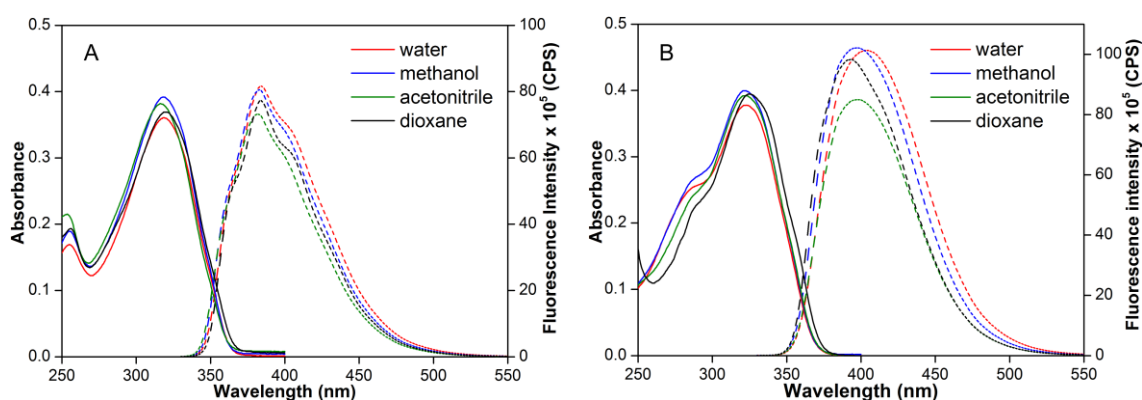 A
water
methanol
acetonitrile
dioxane
0.5
0.4
0.3
0.2
0.1
0.0
Absorbance
100
80
60
40
20
0
Fluorescence intensity x 10⁵ (CPS)
250 300 350 400 450 500 550
Wavelength (nm)
B
water
methanol
acetonitrile
dioxane
0.5
0.4
0.3
0.2
0.1
0.0
Absorbance
100
80
60
40
20
0
Fluorescence Intensity x 10⁵ (CPS)
250 300 350 400 450 500 550
Wavelength (nm)